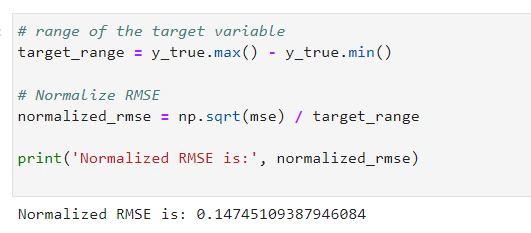 # range of the target variable
target_range = y_true.max() - y_true.min()
# Normalize RMSE
normalized_rmse = np.sqrt(mse) / target_range
print('Normalized RMSE is:', normalized_rmse)
Normalized RMSE is: 0.14745109387946084